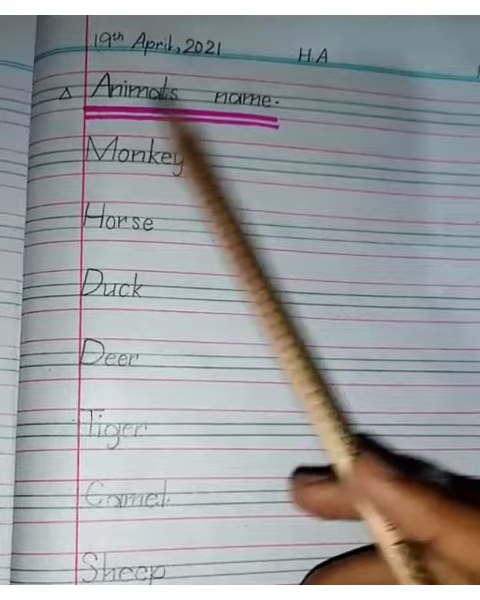 19th April, 2021 H.A
Δ Animals name.
Monkey
Horse
Duck
Deer
Tiger
Camel
Sheep